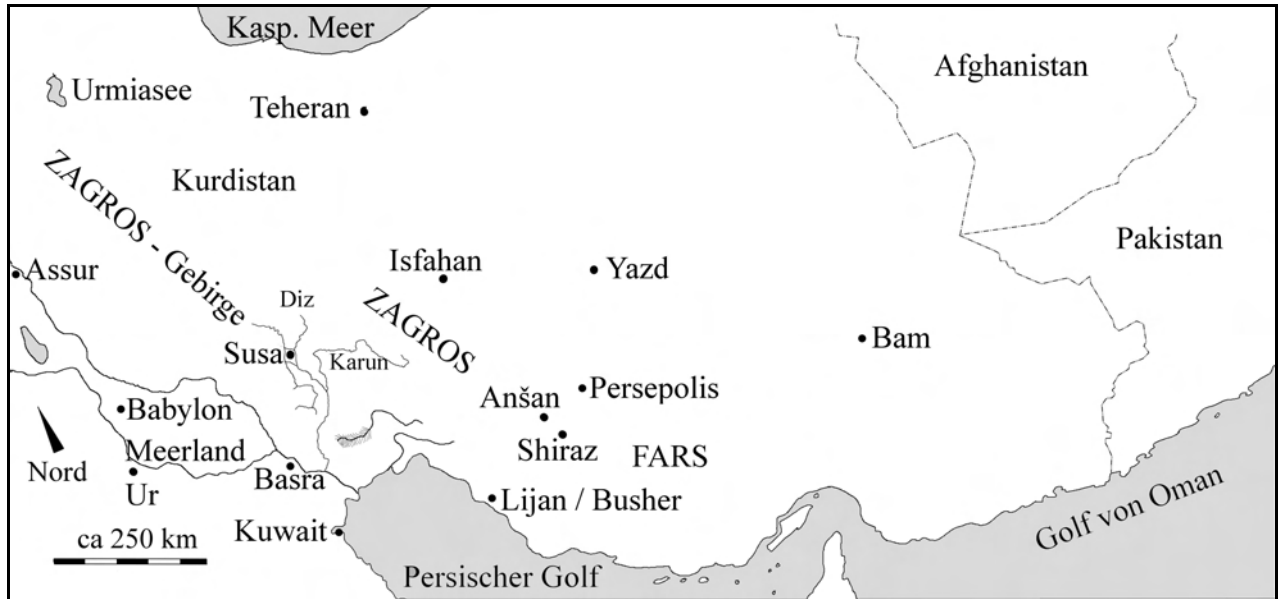 Kasp. Meer
Afghanistan
Urmiasee
Teheran
ZAGROS - Gebirge
Kurdistan
Pakistan
Assur
Isfahan
Yazd
Diz
ZAGROS
Susa
Karun
Bam
Persepolis
Anšan
Babylon
Meerland
Shiraz
FARS
Nord
Ur
Basra
Lijan / Busher
Golf von Oman
Kuwait
ca 250 km
Persischer Golf